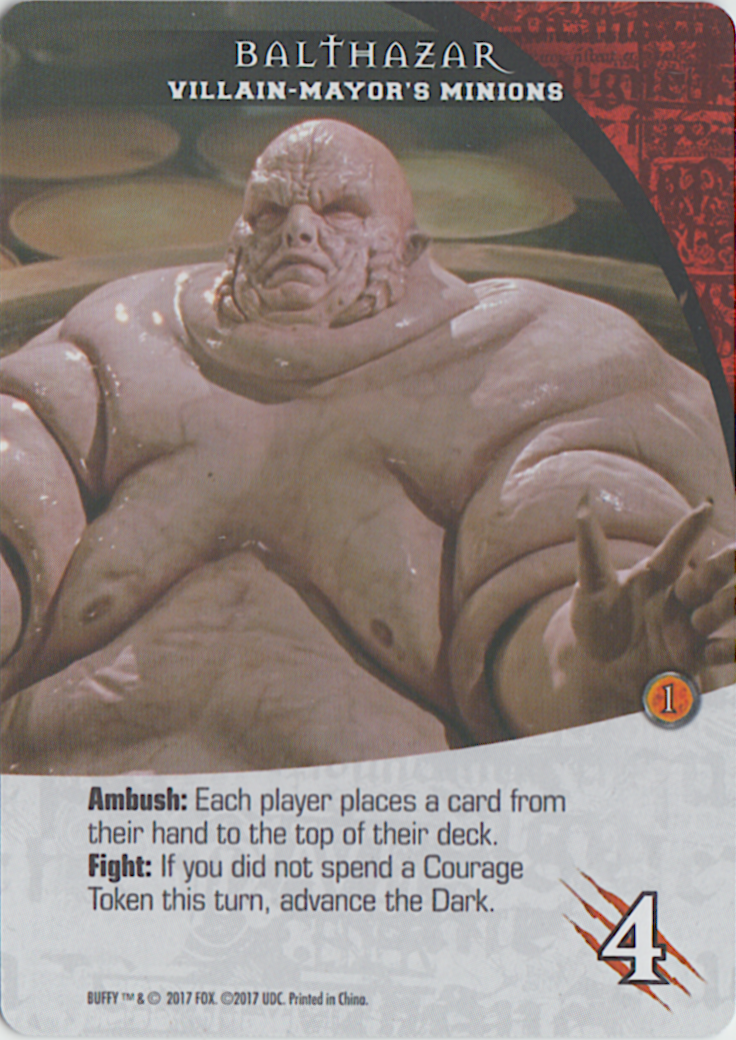 BALTHAZAR
VILLAIN-MAYOR'S MINIONS
1
Ambush: Each player places a card from
their hand to the top of their deck.
Fight: If you did not spend a Courage
Token this turn, advance the Dark.
4
BUFFY ™ & © 2017 FOX. ©2017 UDC. Printed in China.